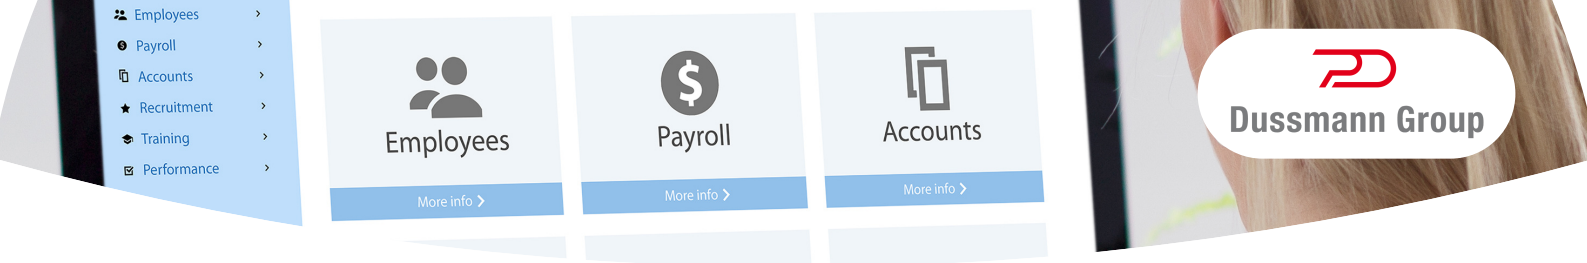 Employees
Payroll
Accounts
Recruitment
Training
Performance
Employees
More info
Payroll
More info
Accounts
More info
Dussmann Group